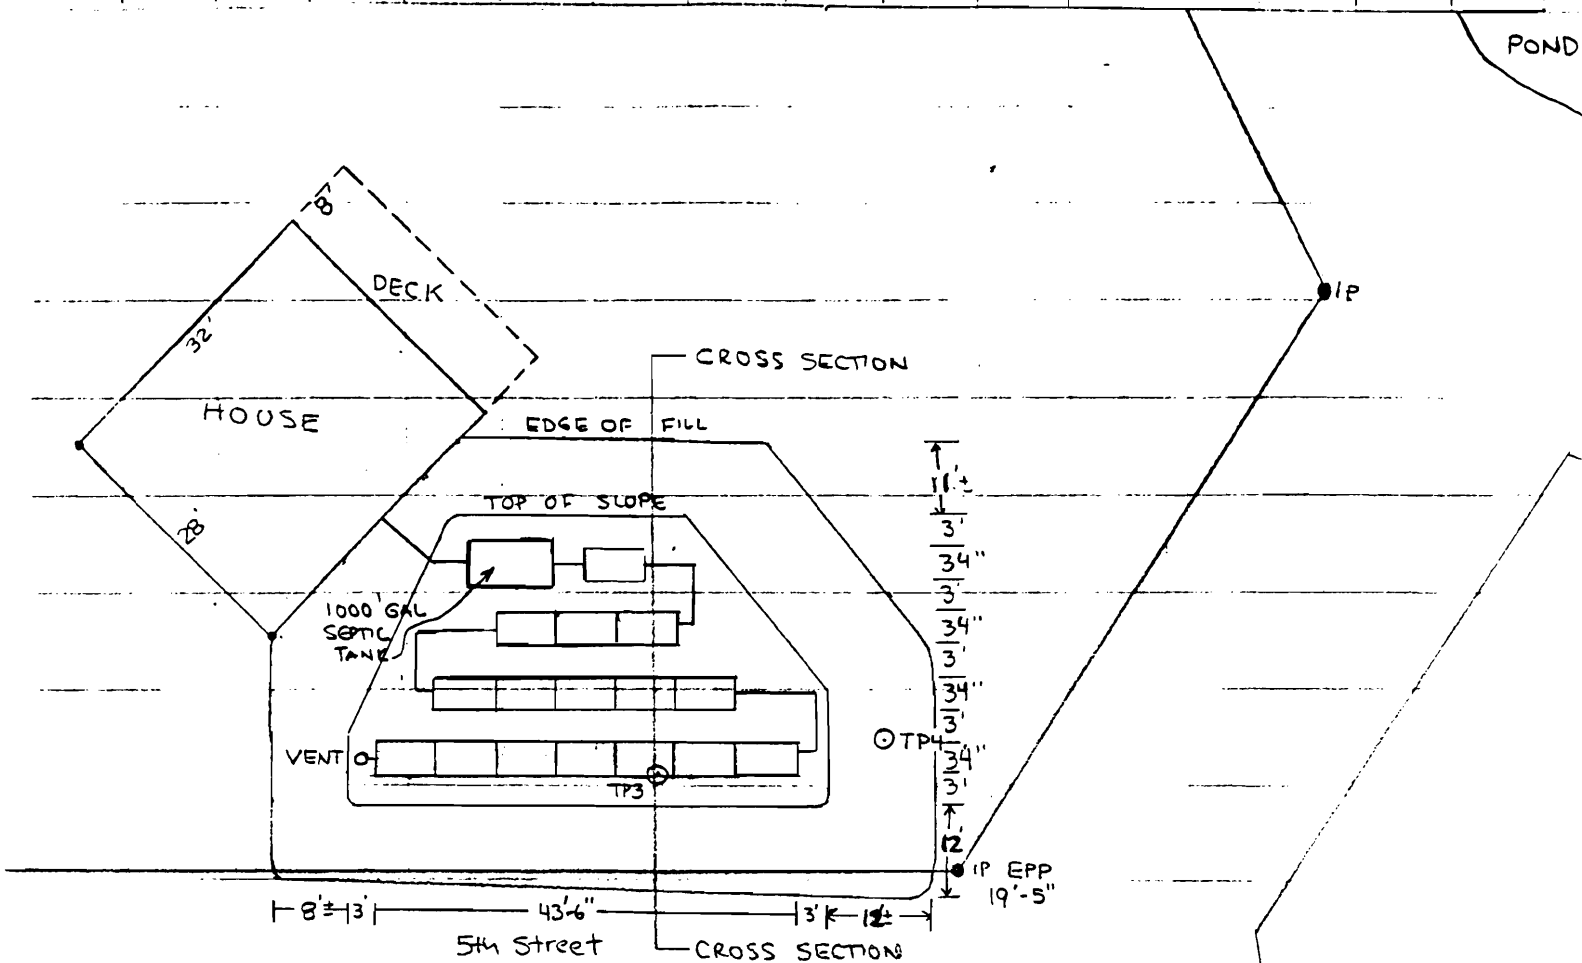 POND
8'
DECK
IP
32'
CROSS SECTION
HOUSE
EDGE OF FILL
11'±
TOP OF SLOPE
3'
28'
34"
3'
1000 GAL
SEPTIC
TANK
34"
3'
34"
3'
TP4
VENT
34"
TP3
3'
12'
IP EPP
19'-5"
8'± 3' 43'-6" 3' 12±
5th Street
CROSS SECTION